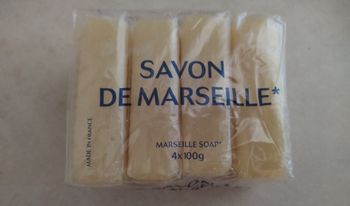 SAVON
DE MARSEILLE*
MADE IN FRANCE
MARSEILLE SOAP*
4x100g